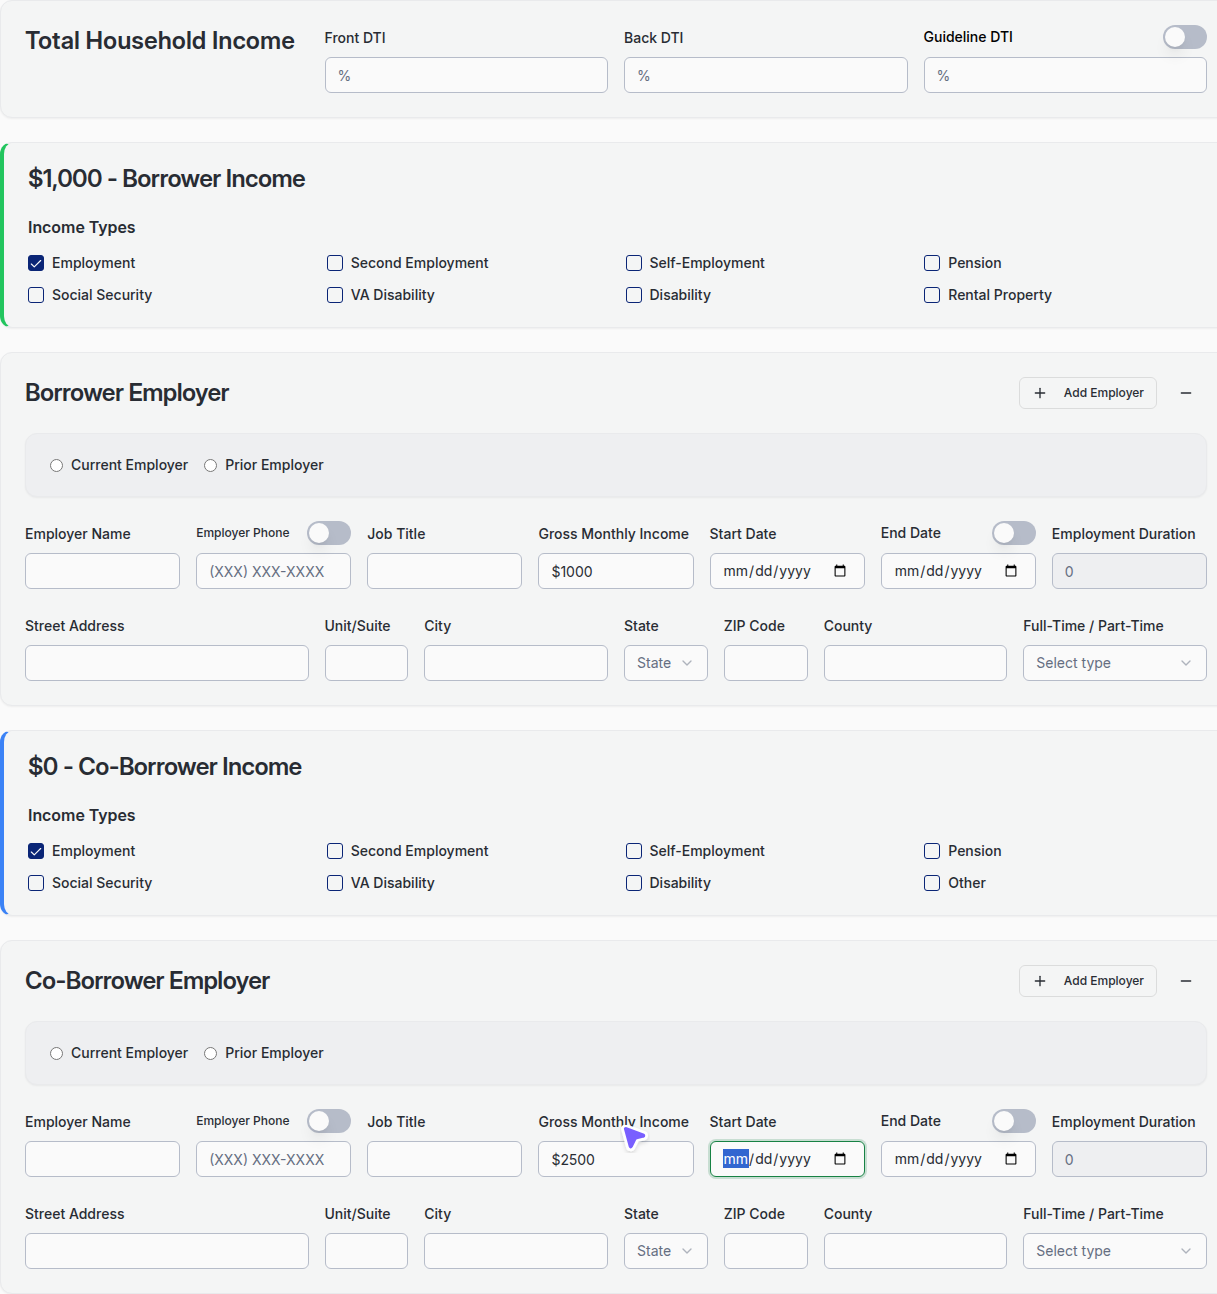 Total Household Income
Front DTI
Back DTI
Guideline DTI
%
%
%
$1,000 - Borrower Income
Income Types
Employment
Second Employment
Self-Employment
Pension
Social Security
VA Disability
Disability
Rental Property
Borrower Employer
Add Employer
Current Employer
Prior Employer
Employer Name
Employer Phone
Job Title
Gross Monthly Income
Start Date
End Date
Employment Duration
(XXX) XXX-XXXX
$1000
mm/dd/yyyy
mm/dd/yyyy
0
Street Address
Unit/Suite
City
State
ZIP Code
County
Full-Time / Part-Time
State
Select type
$0 - Co-Borrower Income
Income Types
Employment
Second Employment
Self-Employment
Pension
Social Security
VA Disability
Disability
Other
Co-Borrower Employer
Add Employer
Current Employer
Prior Employer
Employer Name
Employer Phone
Job Title
Gross Monthly Income
Start Date
End Date
Employment Duration
(XXX) XXX-XXXX
$2500
mm/dd/yyyy
mm/dd/yyyy
0
Street Address
Unit/Suite
City
State
ZIP Code
County
Full-Time / Part-Time
State
Select type